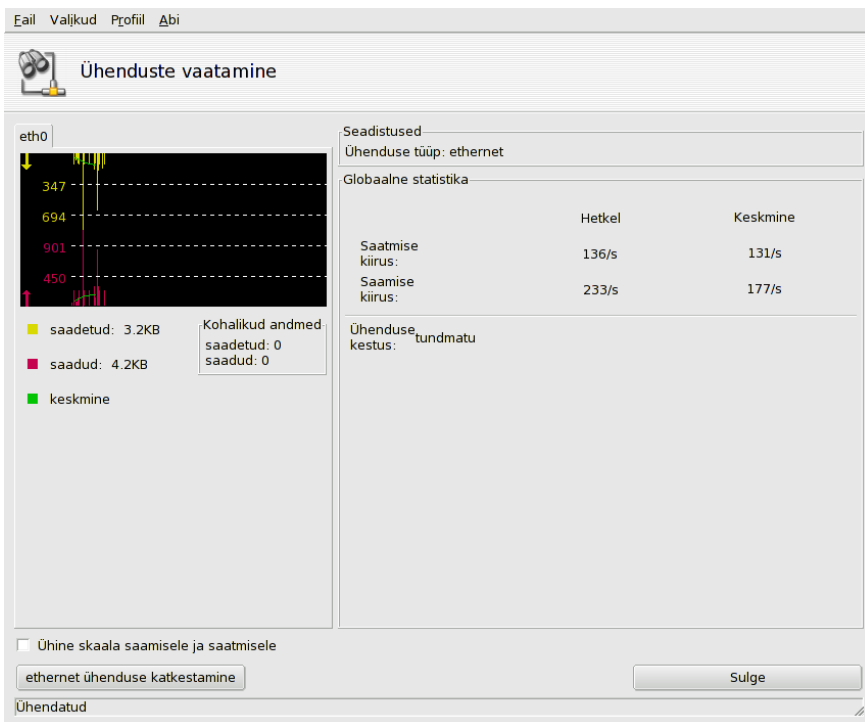 Fail Valikud Profiil Abi
Ühenduste vaatamine
eth0
347
694
901
450
saadetud: 3.2KB
saadud: 4.2KB
keskmine
Kohalikud andmed
saadetud: 0
saadud: 0
Seadistused
Ühenduse tüüp: ethernet
Globaalne statistika
Hetkel Keskmine
Saatmise
kiirus: 136/s 131/s
Saamise
kiirus: 233/s 177/s
Ühenduse
kestus: tundmatu
Ühine skaala saamisele ja saatmisele
ethernet ühenduse katkestamine
Sulge
Ühendatud